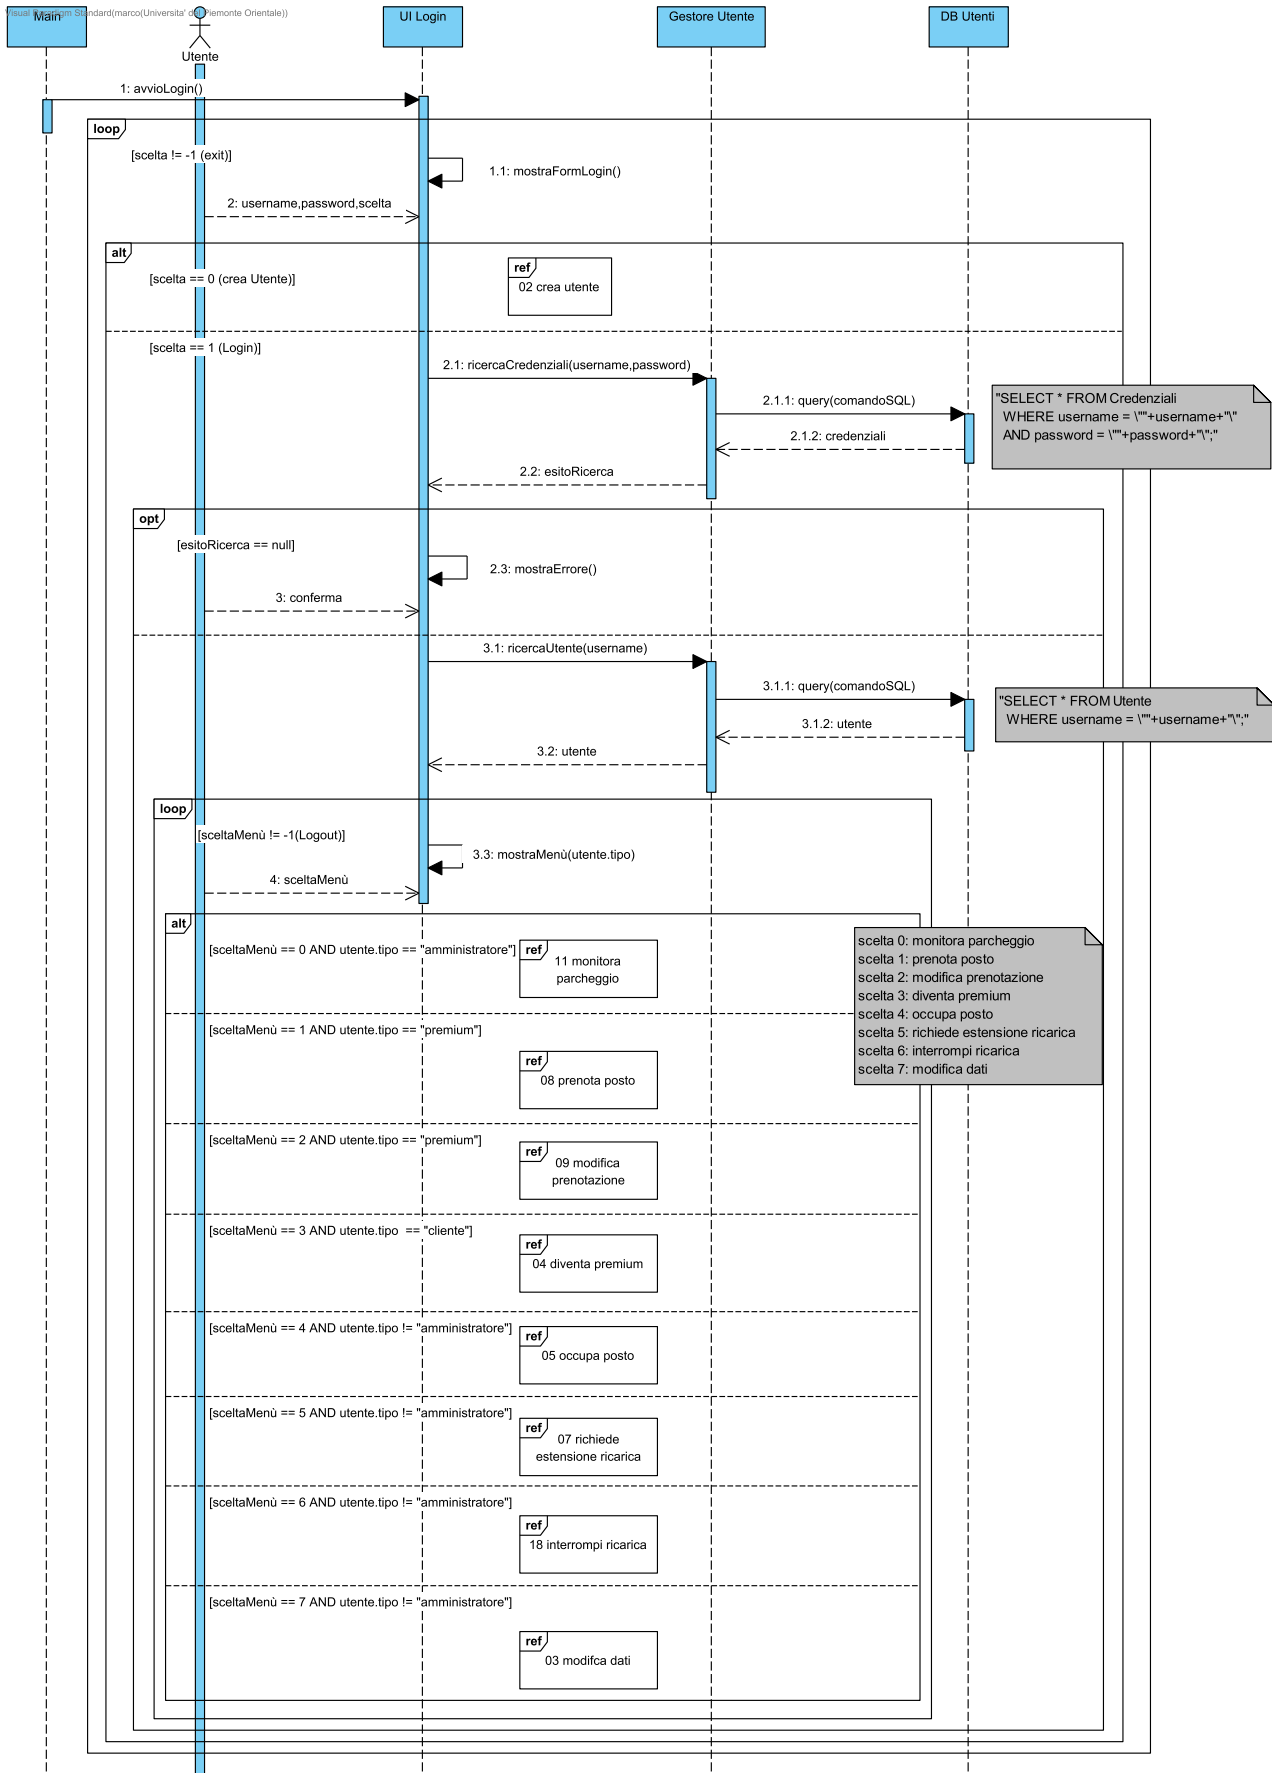 Visual Paradigm Standard(marco(Universita' del Piemonte Orientale))
Main
Utente
UI Login
Gestore Utente
DB Utenti
1: avvioLogin()
loop
[scelta != -1 (exit)]
1.1: mostraFormLogin()
2: username,password,scelta
alt
[scelta == 0 (crea Utente)]
ref
02 crea utente
[scelta == 1 (Login)]
2.1: ricercaCredenziali(username,password)
2.1.1: query(comandoSQL)
"SELECT * FROM Credenziali
WHERE username = \""+username+"\"
AND password = \""+password+"\";"
2.1.2: credenziali
2.2: esitoRicerca
opt
[esitoRicerca == null]
2.3: mostraErrore()
3: conferma
3.1: ricercaUtente(username)
3.1.1: query(comandoSQL)
"SELECT * FROM Utente
WHERE username = \""+username+"\";"
3.1.2: utente
3.2: utente
loop
[sceltaMenù != -1(Logout)]
3.3: mostraMenù(utente.tipo)
4: sceltaMenù
alt
[sceltaMenù == 0 AND utente.tipo == "amministratore"]
ref
11 monitora
parcheggio
scelta 0: monitora parcheggio
scelta 1: prenota posto
scelta 2: modifica prenotazione
scelta 3: diventa premium
scelta 4: occupa posto
scelta 5: richiede estensione ricarica
scelta 6: interrompi ricarica
scelta 7: modifica dati
[sceltaMenù == 1 AND utente.tipo == "premium"]
ref
08 prenota posto
[sceltaMenù == 2 AND utente.tipo == "premium"]
ref
09 modifica
prenotazione
[sceltaMenù == 3 AND utente.tipo  == "cliente"]
ref
04 diventa premium
[sceltaMenù == 4 AND utente.tipo != "amministratore"]
ref
05 occupa posto
[sceltaMenù == 5 AND utente.tipo != "amministratore"]
ref
07 richiede
estensione ricarica
[sceltaMenù == 6 AND utente.tipo != "amministratore"]
ref
18 interrompi ricarica
[sceltaMenù == 7 AND utente.tipo != "amministratore"]
ref
03 modifca dati